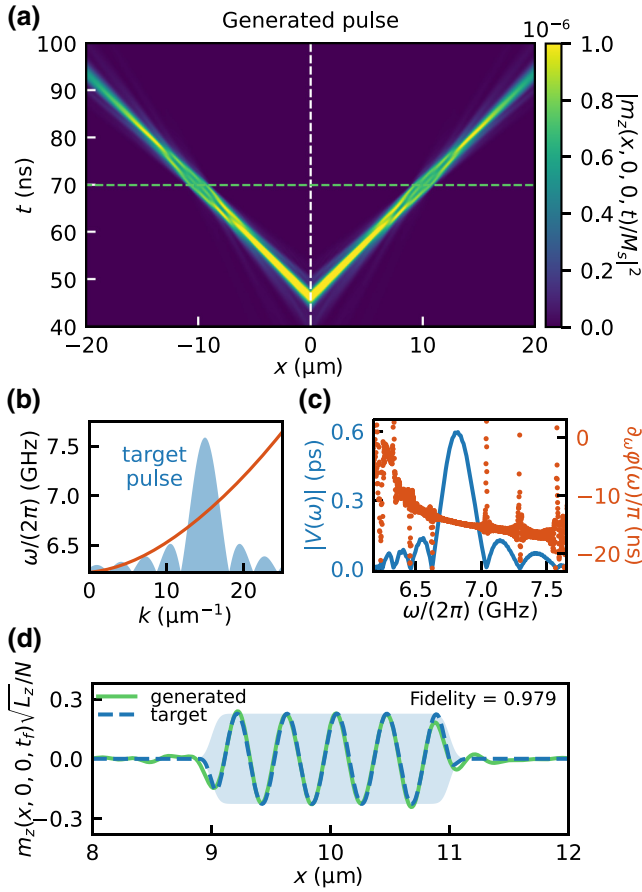 (a)
Generated pulse
10⁻⁶
100
90
80
70
60
50
40
t (ns)
−20
−10
0
10
20
x (μm)
1.0
0.8
0.6
0.4
0.2
0.0
|m_z(x, 0, 0, t)/M_s|²
(b)
7.5
7.0
6.5
ω/(2π) (GHz)
target
pulse
0
10
20
k (μm⁻¹)
(c)
0.6
0.3
0.0
|V(ω)| (ps)
0
−10
−15
∂_ωφ(ω)/π (ns)
6.5
7.0
7.5
ω/(2π) (GHz)
(d)
0.3
0.0
−0.3
m_z(x, 0, 0, t_f)√L_z/N
generated
target
Fidelity = 0.979
8
9
10
11
12
x (μm)